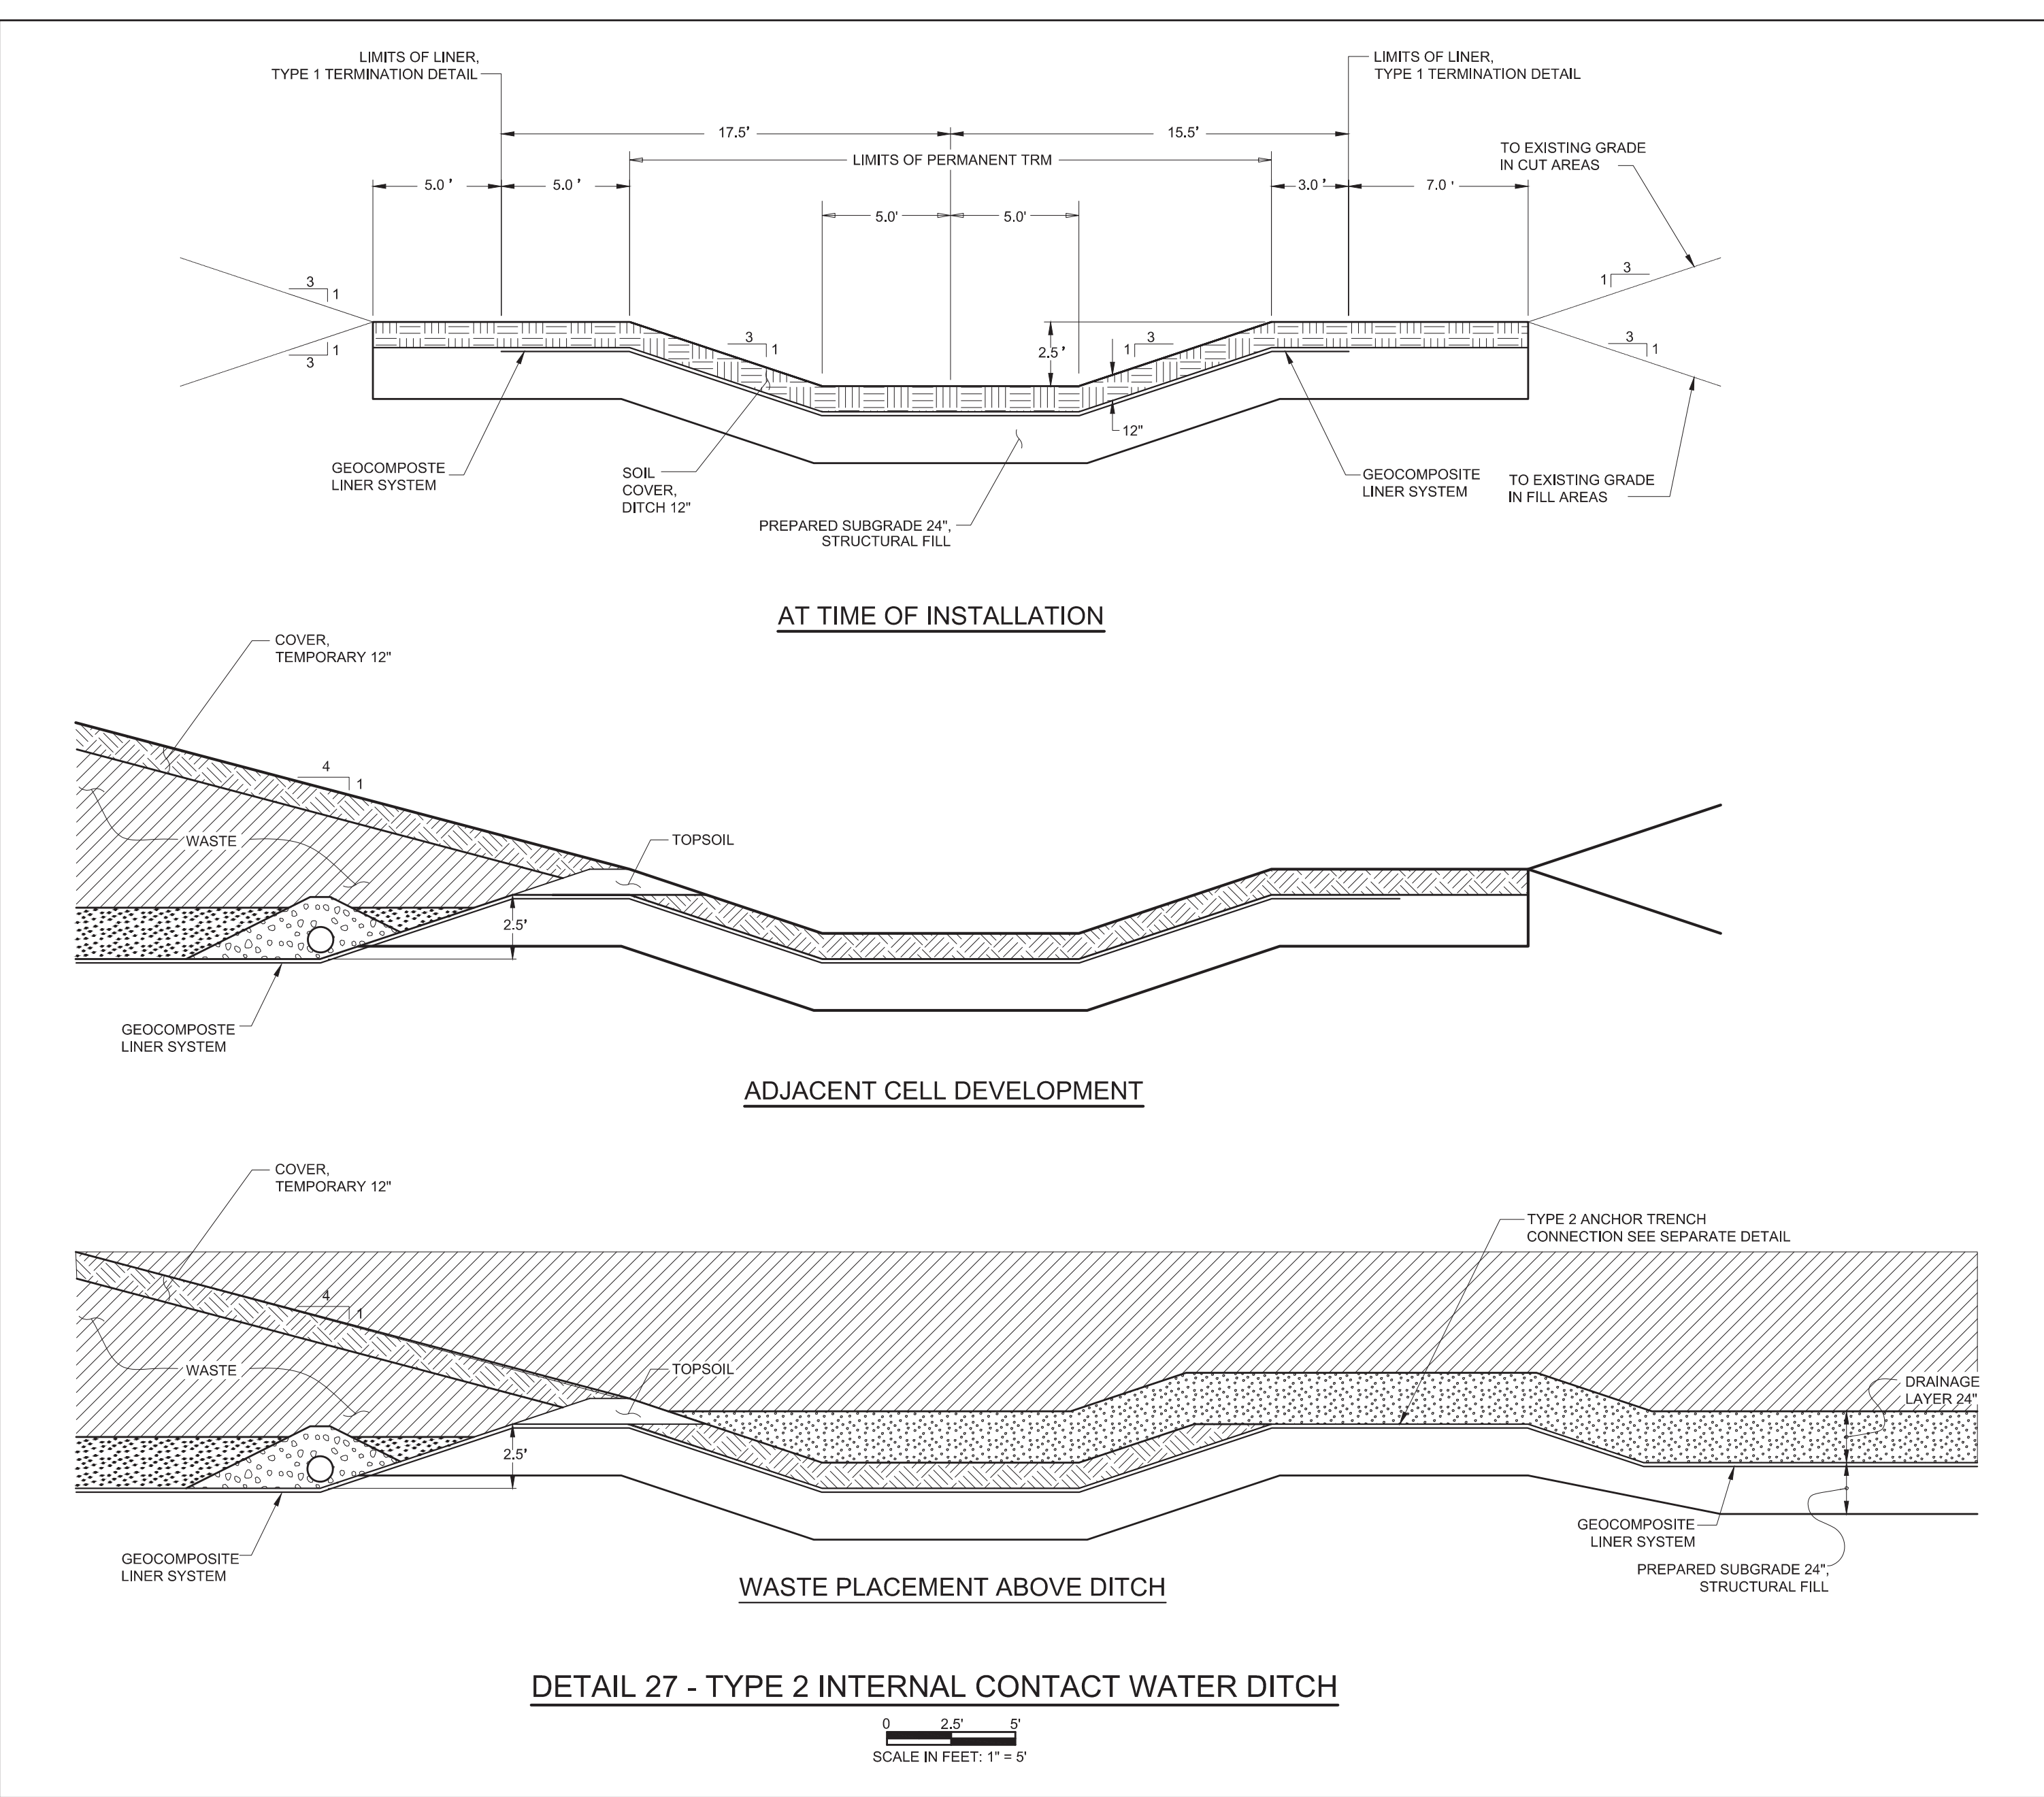 LIMITS OF LINER,
TYPE 1 TERMINATION DETAIL
LIMITS OF LINER,
TYPE 1 TERMINATION DETAIL
17.5'
15.5'
LIMITS OF PERMANENT TRM
TO EXISTING GRADE
IN CUT AREAS
5.0 '
5.0 '
5.0'
5.0'
3.0 '
7.0 '
3
1
3
1
3
1
2.5 '
3
1
3
1
3
1
12"
GEOCOMPOSTE
LINER SYSTEM
SOIL
COVER,
DITCH 12"
PREPARED SUBGRADE 24",
STRUCTURAL FILL
GEOCOMPOSITE
LINER SYSTEM
TO EXISTING GRADE
IN FILL AREAS
AT TIME OF INSTALLATION
COVER,
TEMPORARY 12"
4
1
WASTE
TOPSOIL
2.5'
GEOCOMPOSTE
LINER SYSTEM
ADJACENT CELL DEVELOPMENT
COVER,
TEMPORARY 12"
TYPE 2 ANCHOR TRENCH
CONNECTION SEE SEPARATE DETAIL
4
1
WASTE
TOPSOIL
DRAINAGE
LAYER 24"
2.5'
GEOCOMPOSITE
LINER SYSTEM
GEOCOMPOSITE
LINER SYSTEM
PREPARED SUBGRADE 24",
STRUCTURAL FILL
WASTE PLACEMENT ABOVE DITCH
DETAIL 27 - TYPE 2 INTERNAL CONTACT WATER DITCH
0 2.5' 5'
SCALE IN FEET: 1" = 5'